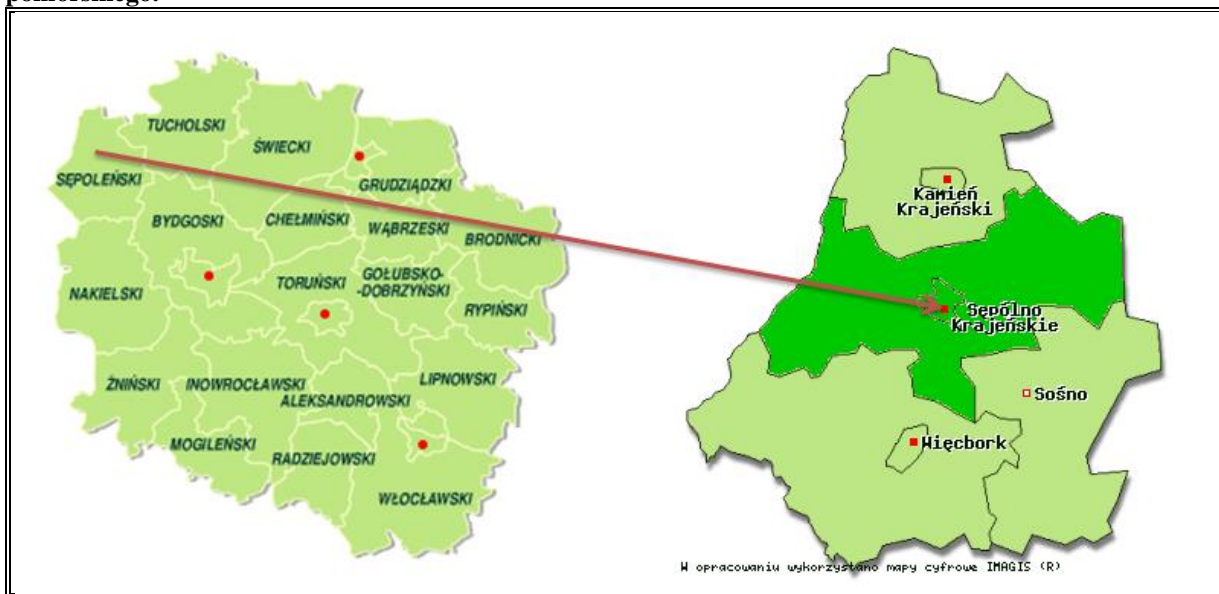 pomorskiego.
TUCHOLSKI
ŚWIECKI
SĘPOLEŃSKI
GRUDZIĄDZKI
BYDGOSKI
CHEŁMIŃSKI
WĄBRZESKI
BRODNICKI
NAKIELSKI
TORUŃSKI
GOŁUBSKO-
-DOBRZYŃSKI
RYPIŃSKI
ŻNIŃSKI
INOWROCŁAWSKI
LIPNOWSKI
ALEKSANDROWSKI
MOGILEŃSKI
RADZIEJOWSKI
WŁOCŁAWSKI
Kamień
Krajeński
Sępólno
Krajeńskie
Sośno
Więcbork
W opracowaniu wykorzystano mapy cyfrowe IMAGIS (R)